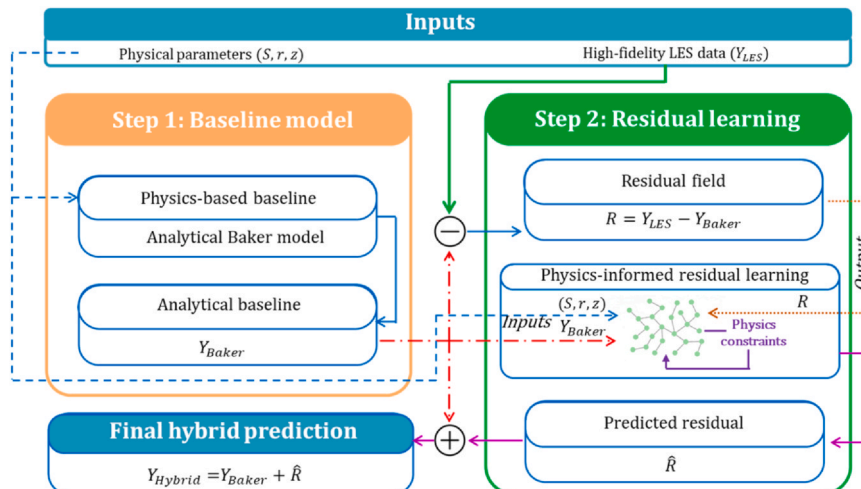 Inputs
Physical parameters (S, r, z)
High-fidelity LES data (Y_LES)
Step 1: Baseline model
Physics-based baseline
Analytical Baker model
Analytical baseline
Y_Baker
Step 2: Residual learning
Residual field
R = Y_LES − Y_Baker
Output
Physics-informed residual learning
(S, r, z)
Inputs
Y_Baker
R
Physics
constraints
Predicted residual
R̂
−
+
Final hybrid prediction
Y_Hybrid =Y_Baker + R̂